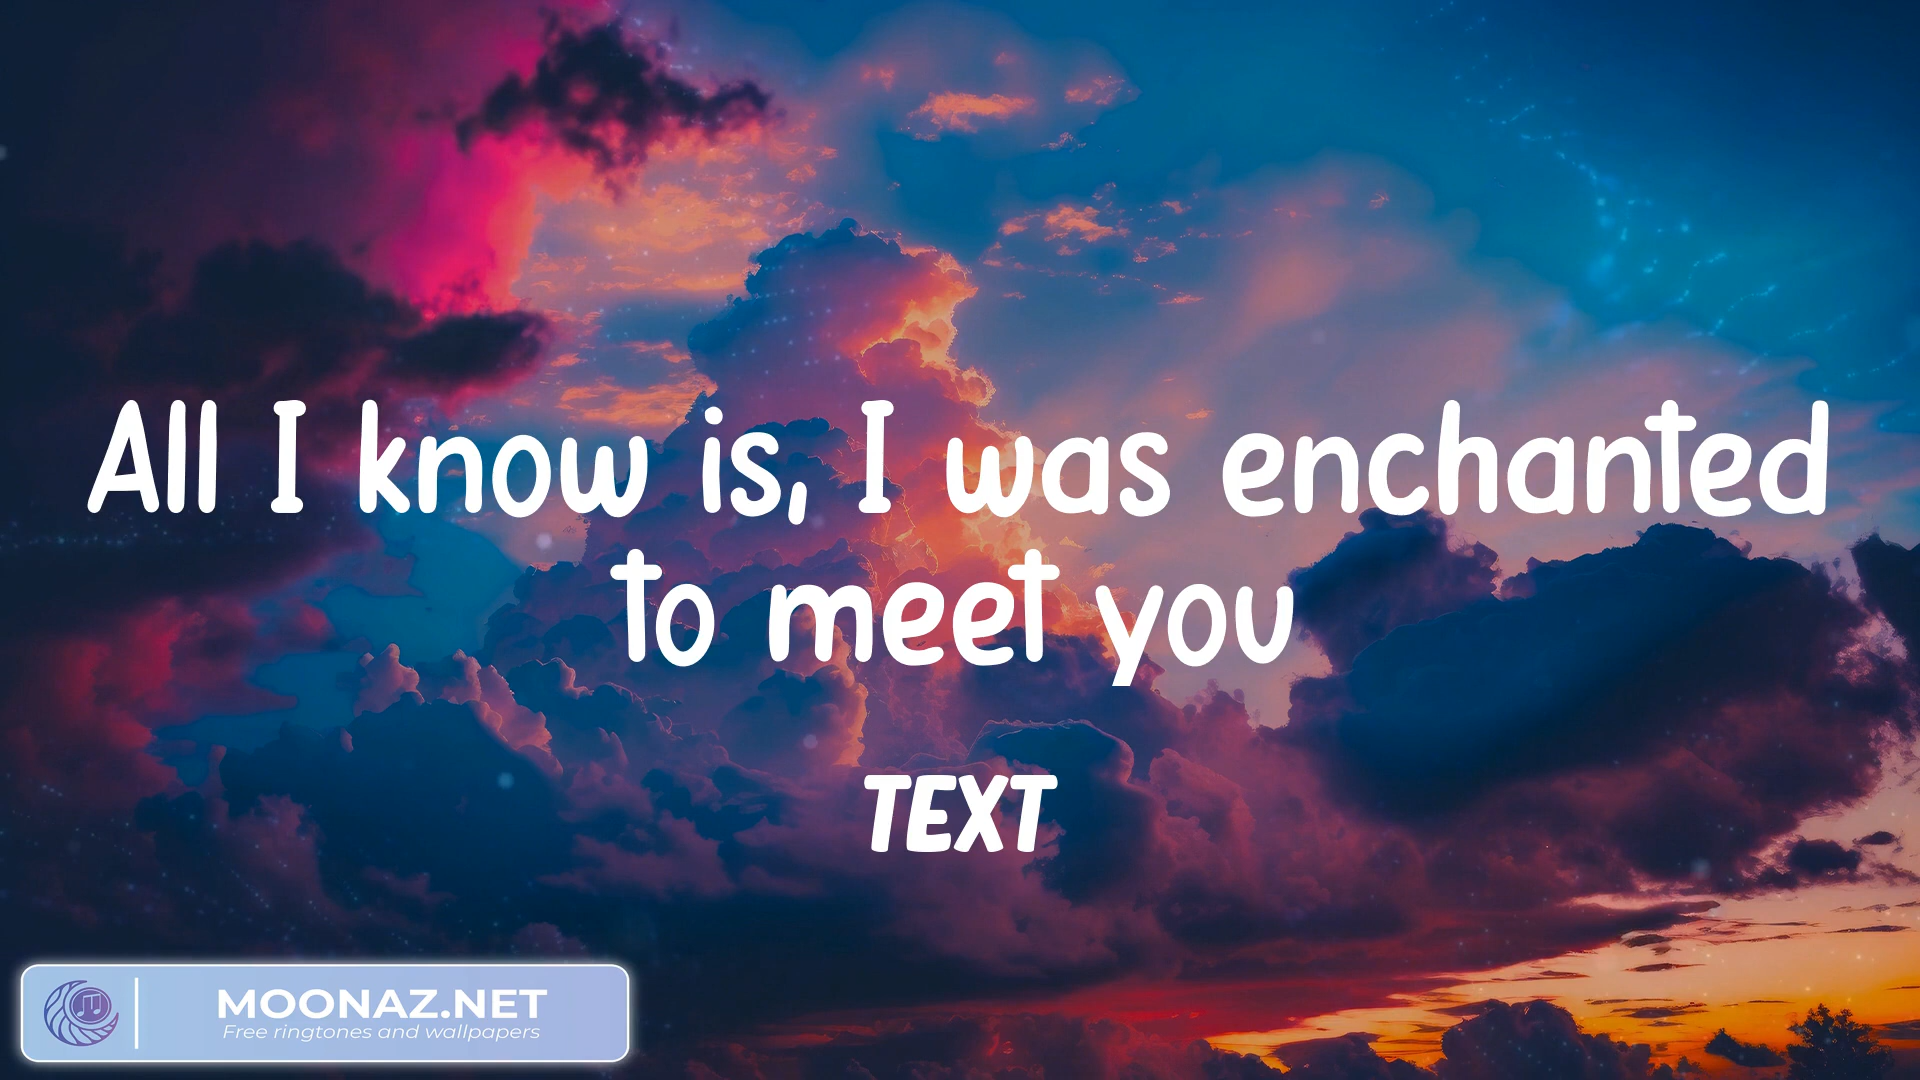 All I know is, I was enchanted
to meet you
TEXT
MOONAZ.NET
Free ringtones and wallpapers